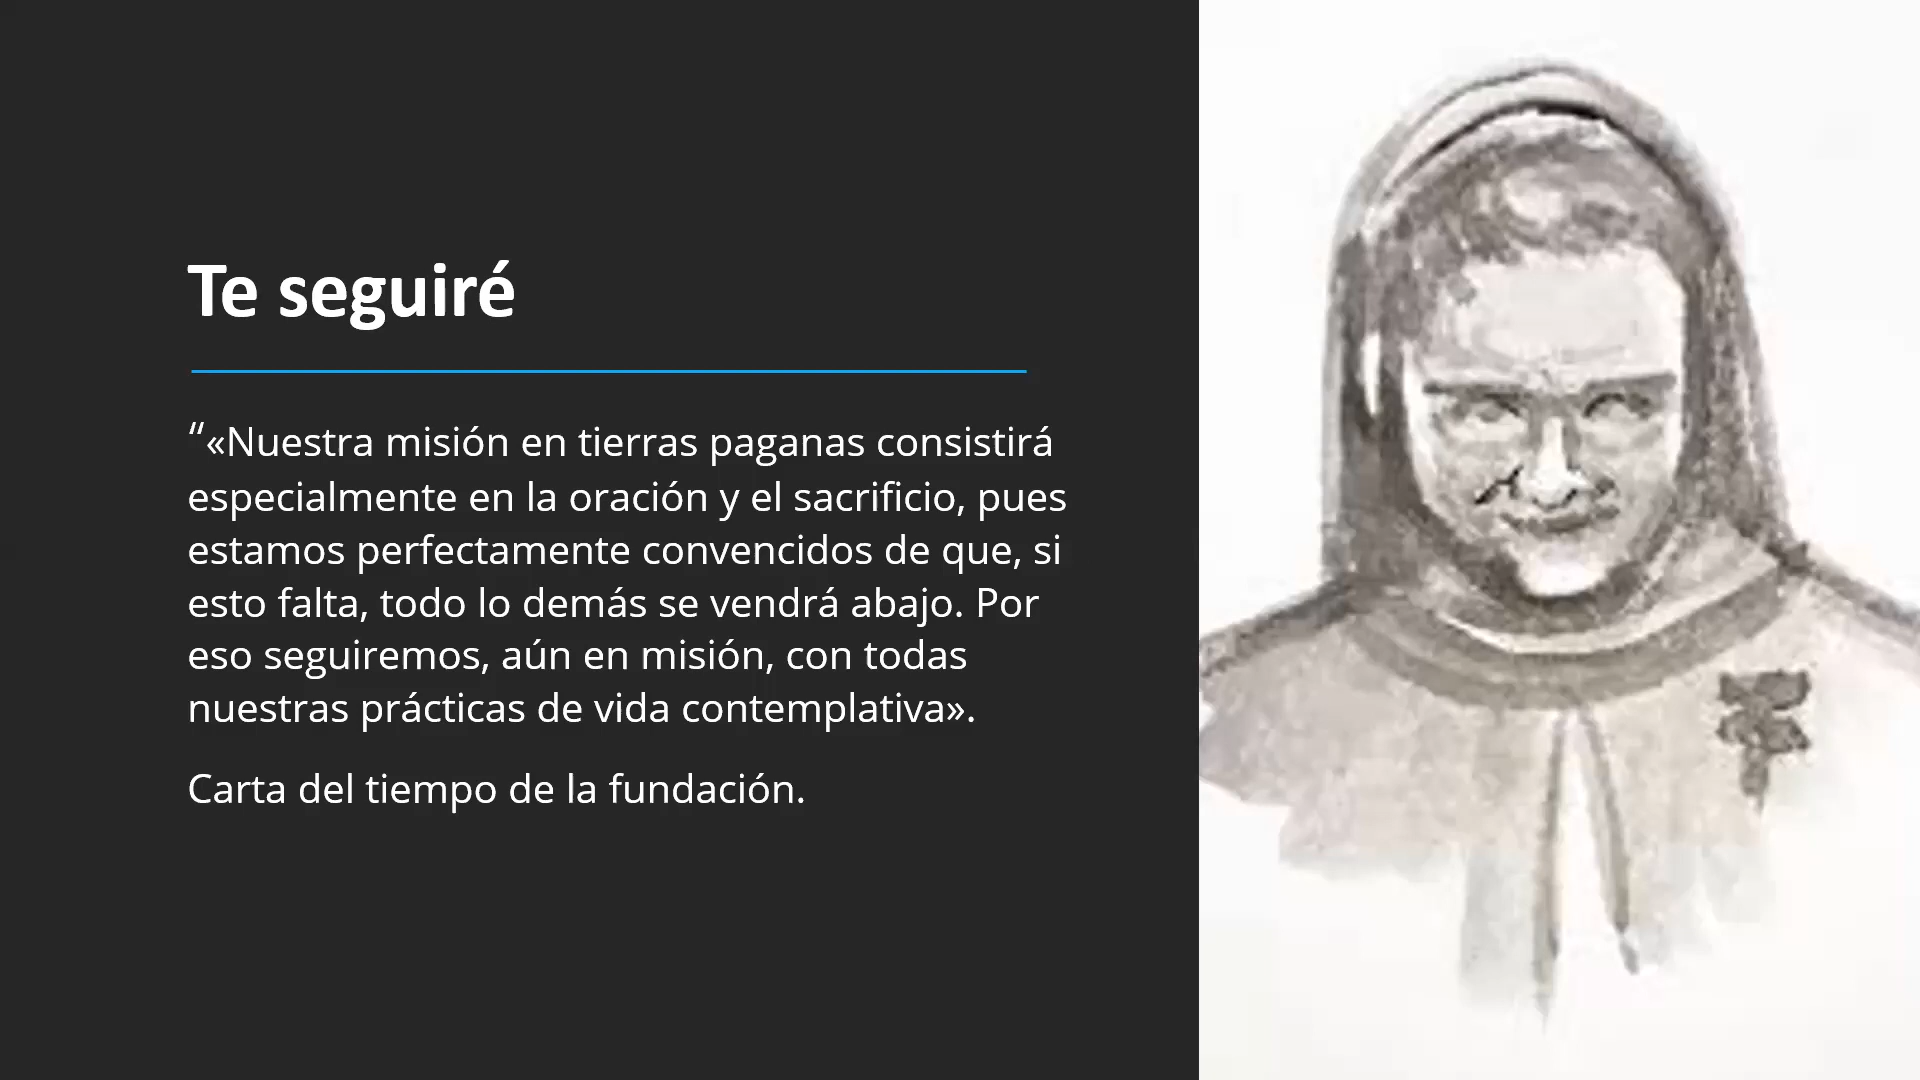 Te seguiré
“«Nuestra misión en tierras paganas consistirá
especialmente en la oración y el sacrificio, pues
estamos perfectamente convencidos de que, si
esto falta, todo lo demás se vendrá abajo. Por
eso seguiremos, aún en misión, con todas
nuestras prácticas de vida contemplativa».
Carta del tiempo de la fundación.